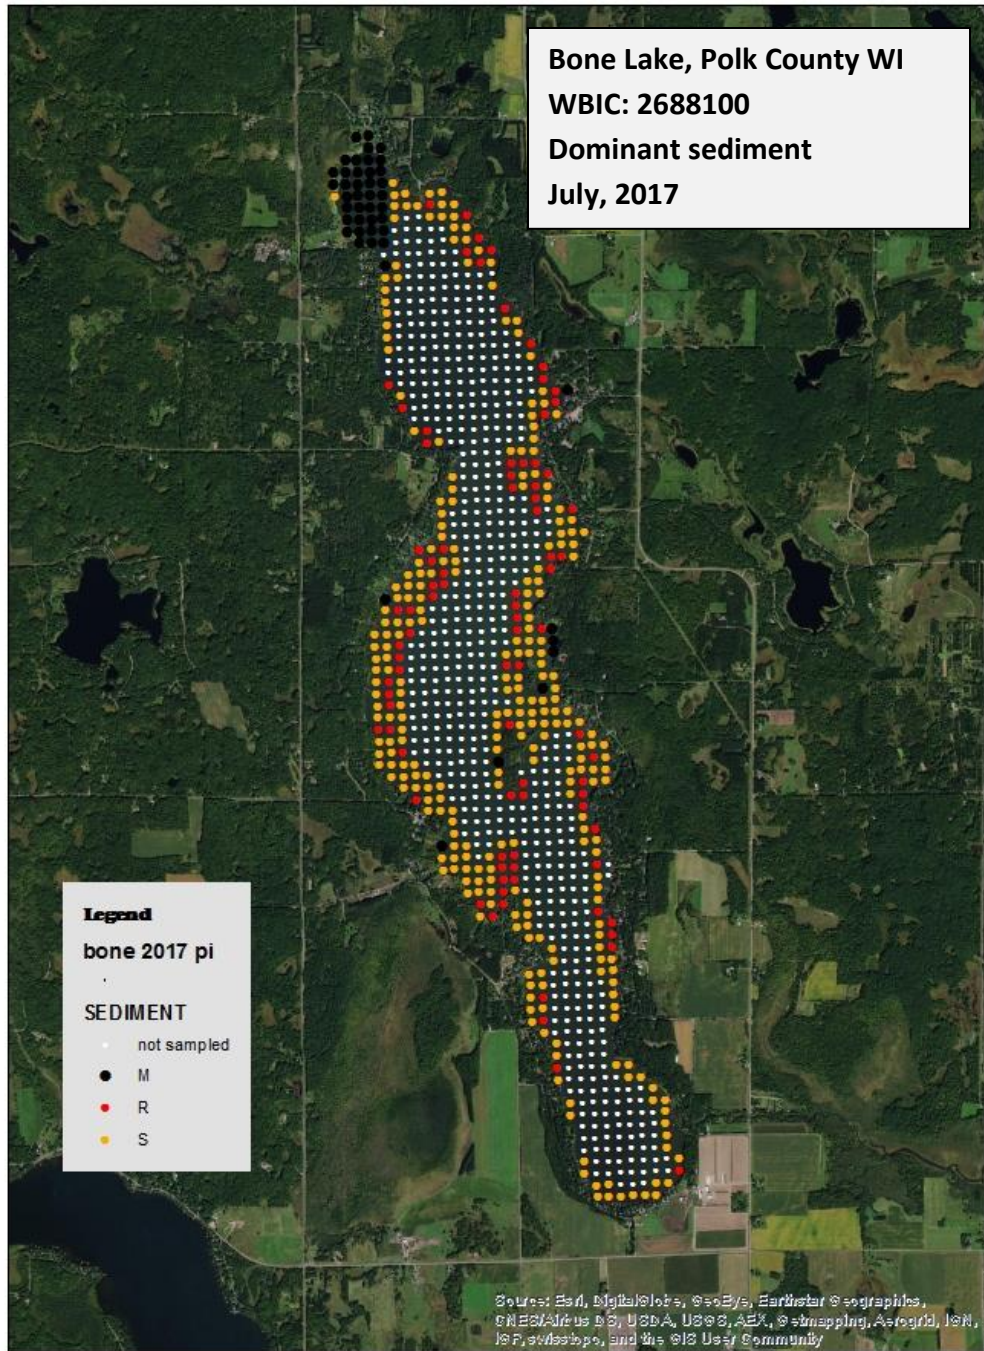 Bone Lake, Polk County WI
WBIC: 2688100
Dominant sediment
July, 2017
Legend
bone 2017 pi
SEDIMENT
not sampled
M
R
S
Source: Esri, DigitalGlobe, GeoEye, Earthstar Geographics,
CNES/Airbus DS, USDA, USGS, AEX, Getmapping, Aerogrid, IGN,
IGP, swisstopo, and the GIS User Community